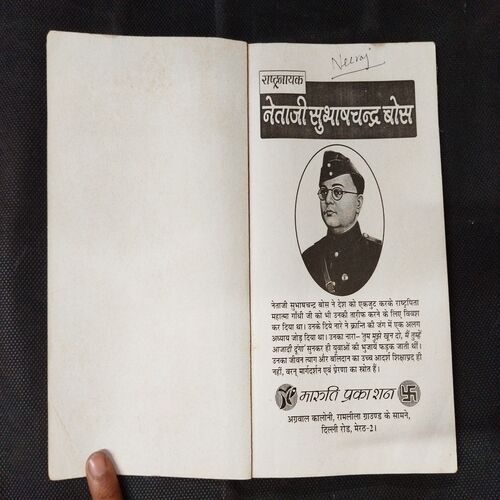 Neeraj
राष्ट्रनायक
नेताजी सुभाषचन्द्र बोस
नेताजी सुभाषचन्द्र बोस ने देश को एकजुट करके राष्ट्रपिता
महात्मा गाँधी जी को भी उनकी तारीफ करने के लिए विवश
कर दिया था। उनके दिये नारे ने क्रान्ति की जंग में एक अलग
अध्याय जोड़ दिया था। उनका नारा– 'तुम मुझे खून दो, मैं तुम्हें
आजादी दूंगा' सुनकर ही युवाओं की भुजायें फड़क जाती थीं।
उनका जीवन त्याग और बलिदान का उच्च आदर्श शिक्षाप्रद ही
नहीं, वरन् मार्गदर्शन एवं प्रेरणा का स्रोत हैं।
मारुति प्रकाशन
अग्रवाल कालोनी, रामलीला ग्राउण्ड के सामने,
दिल्ली रोड, मेरठ-2।